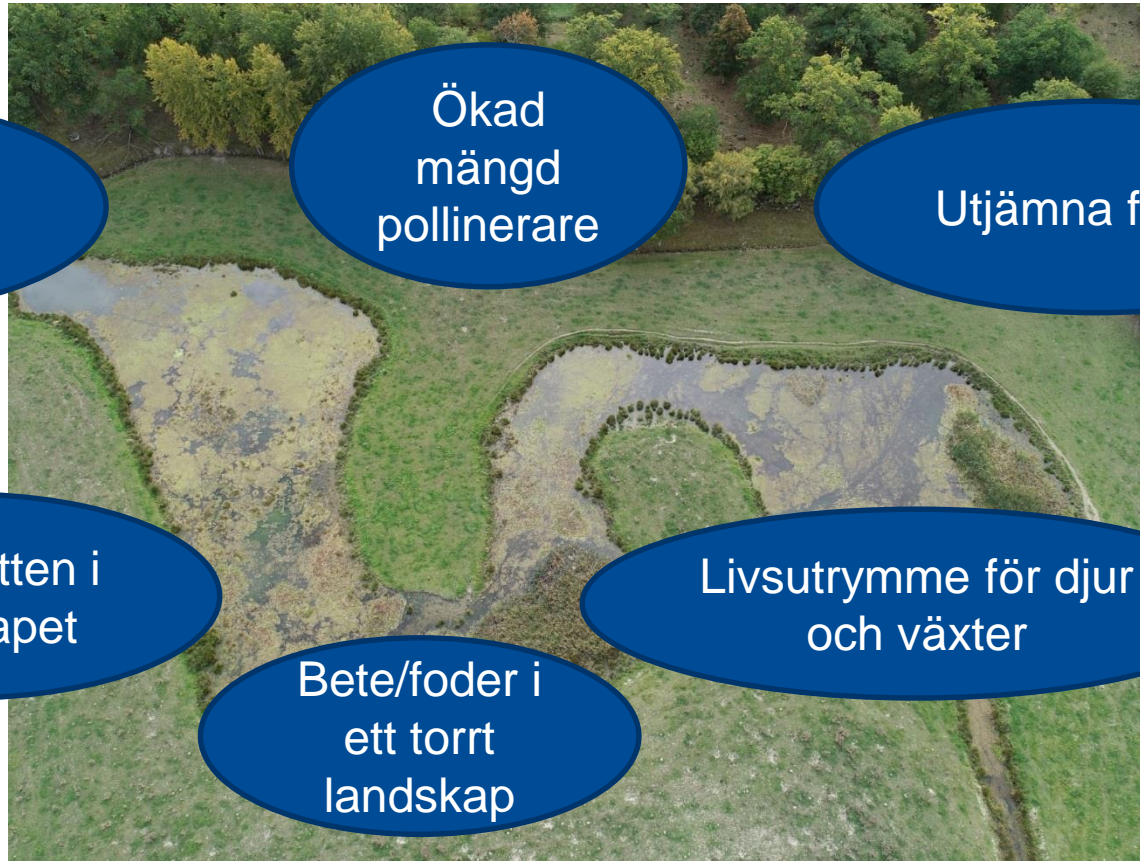 Ökad
mängd
pollinerare
Utjämna f
tten i
apet
Livsutrymme för djur
och växter
Bete/foder i
ett torrt
landskap